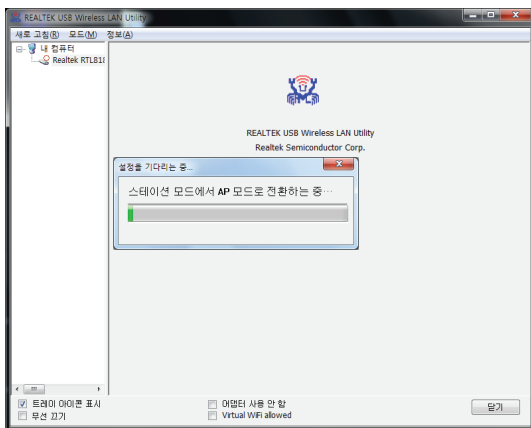 REALTEK USB Wireless LAN Utility
새로 고침(R) 모드(M) 정보(A)
내 컴퓨터
Realtek RTL81
REALTEK USB Wireless LAN Utility
Realtek Semiconductor Corp.
설정을 기다리는 중...
스테이션 모드에서 AP 모드로 전환하는 중...
트레이 아이콘 표시
무선 끄기
어댑터 사용 안 함
Virtual WiFi allowed
닫기